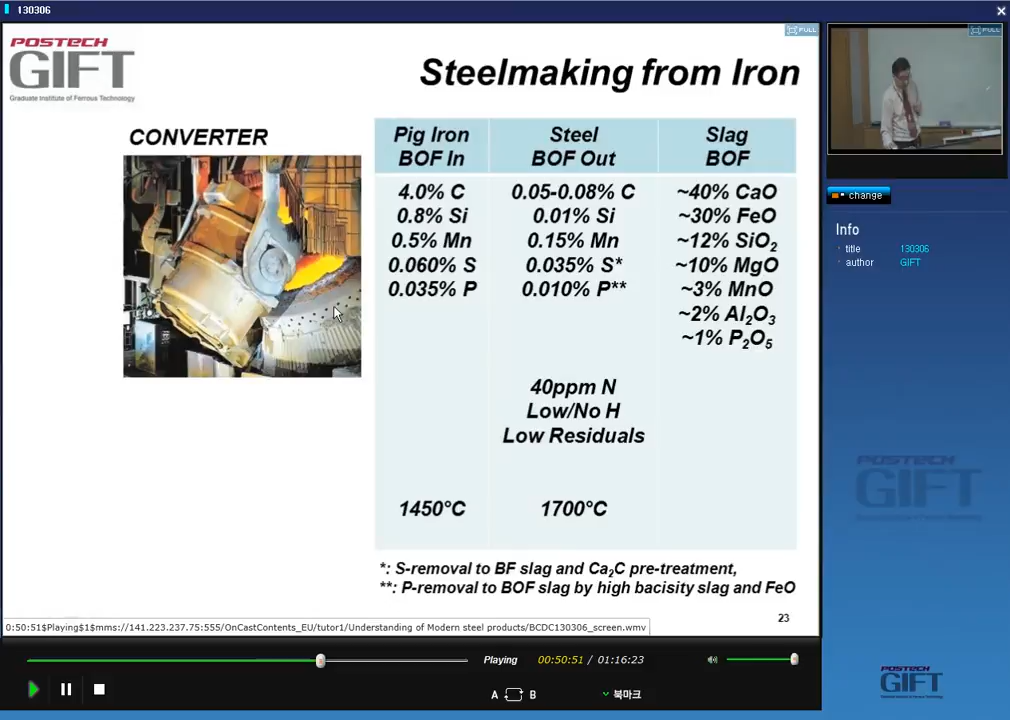 130306
POSTECH
GIFT
Graduate Institute of Ferrous Technology
FULL
Steelmaking from Iron
CONVERTER
Pig Iron
BOF In
Steel
BOF Out
Slag
BOF
4.0% C
0.05-0.08% C
~40% CaO
0.8% Si
0.01% Si
~30% FeO
0.5% Mn
0.15% Mn
~12% SiO₂
0.060% S
0.035% S*
~10% MgO
0.035% P
0.010% P**
~3% MnO
~2% Al₂O₃
~1% P₂O₅
40ppm N
Low/No H
Low Residuals
1450°C
1700°C
*: S-removal to BF slag and Ca₂C pre-treatment,
**: P-removal to BOF slag by high bacisity slag and FeO
23
0:50:51$Playing$1$mms://141.223.237.75:555/OnCastContents_EU/tutor1/Understanding of Modern steel products/BCDC130306_screen.wmv
Playing
00:50:51 / 01:16:23
A
B
북마크
FULL
change
Info
title
130306
author
GIFT
POSTECH
GIFT
POSTECH
GIFT